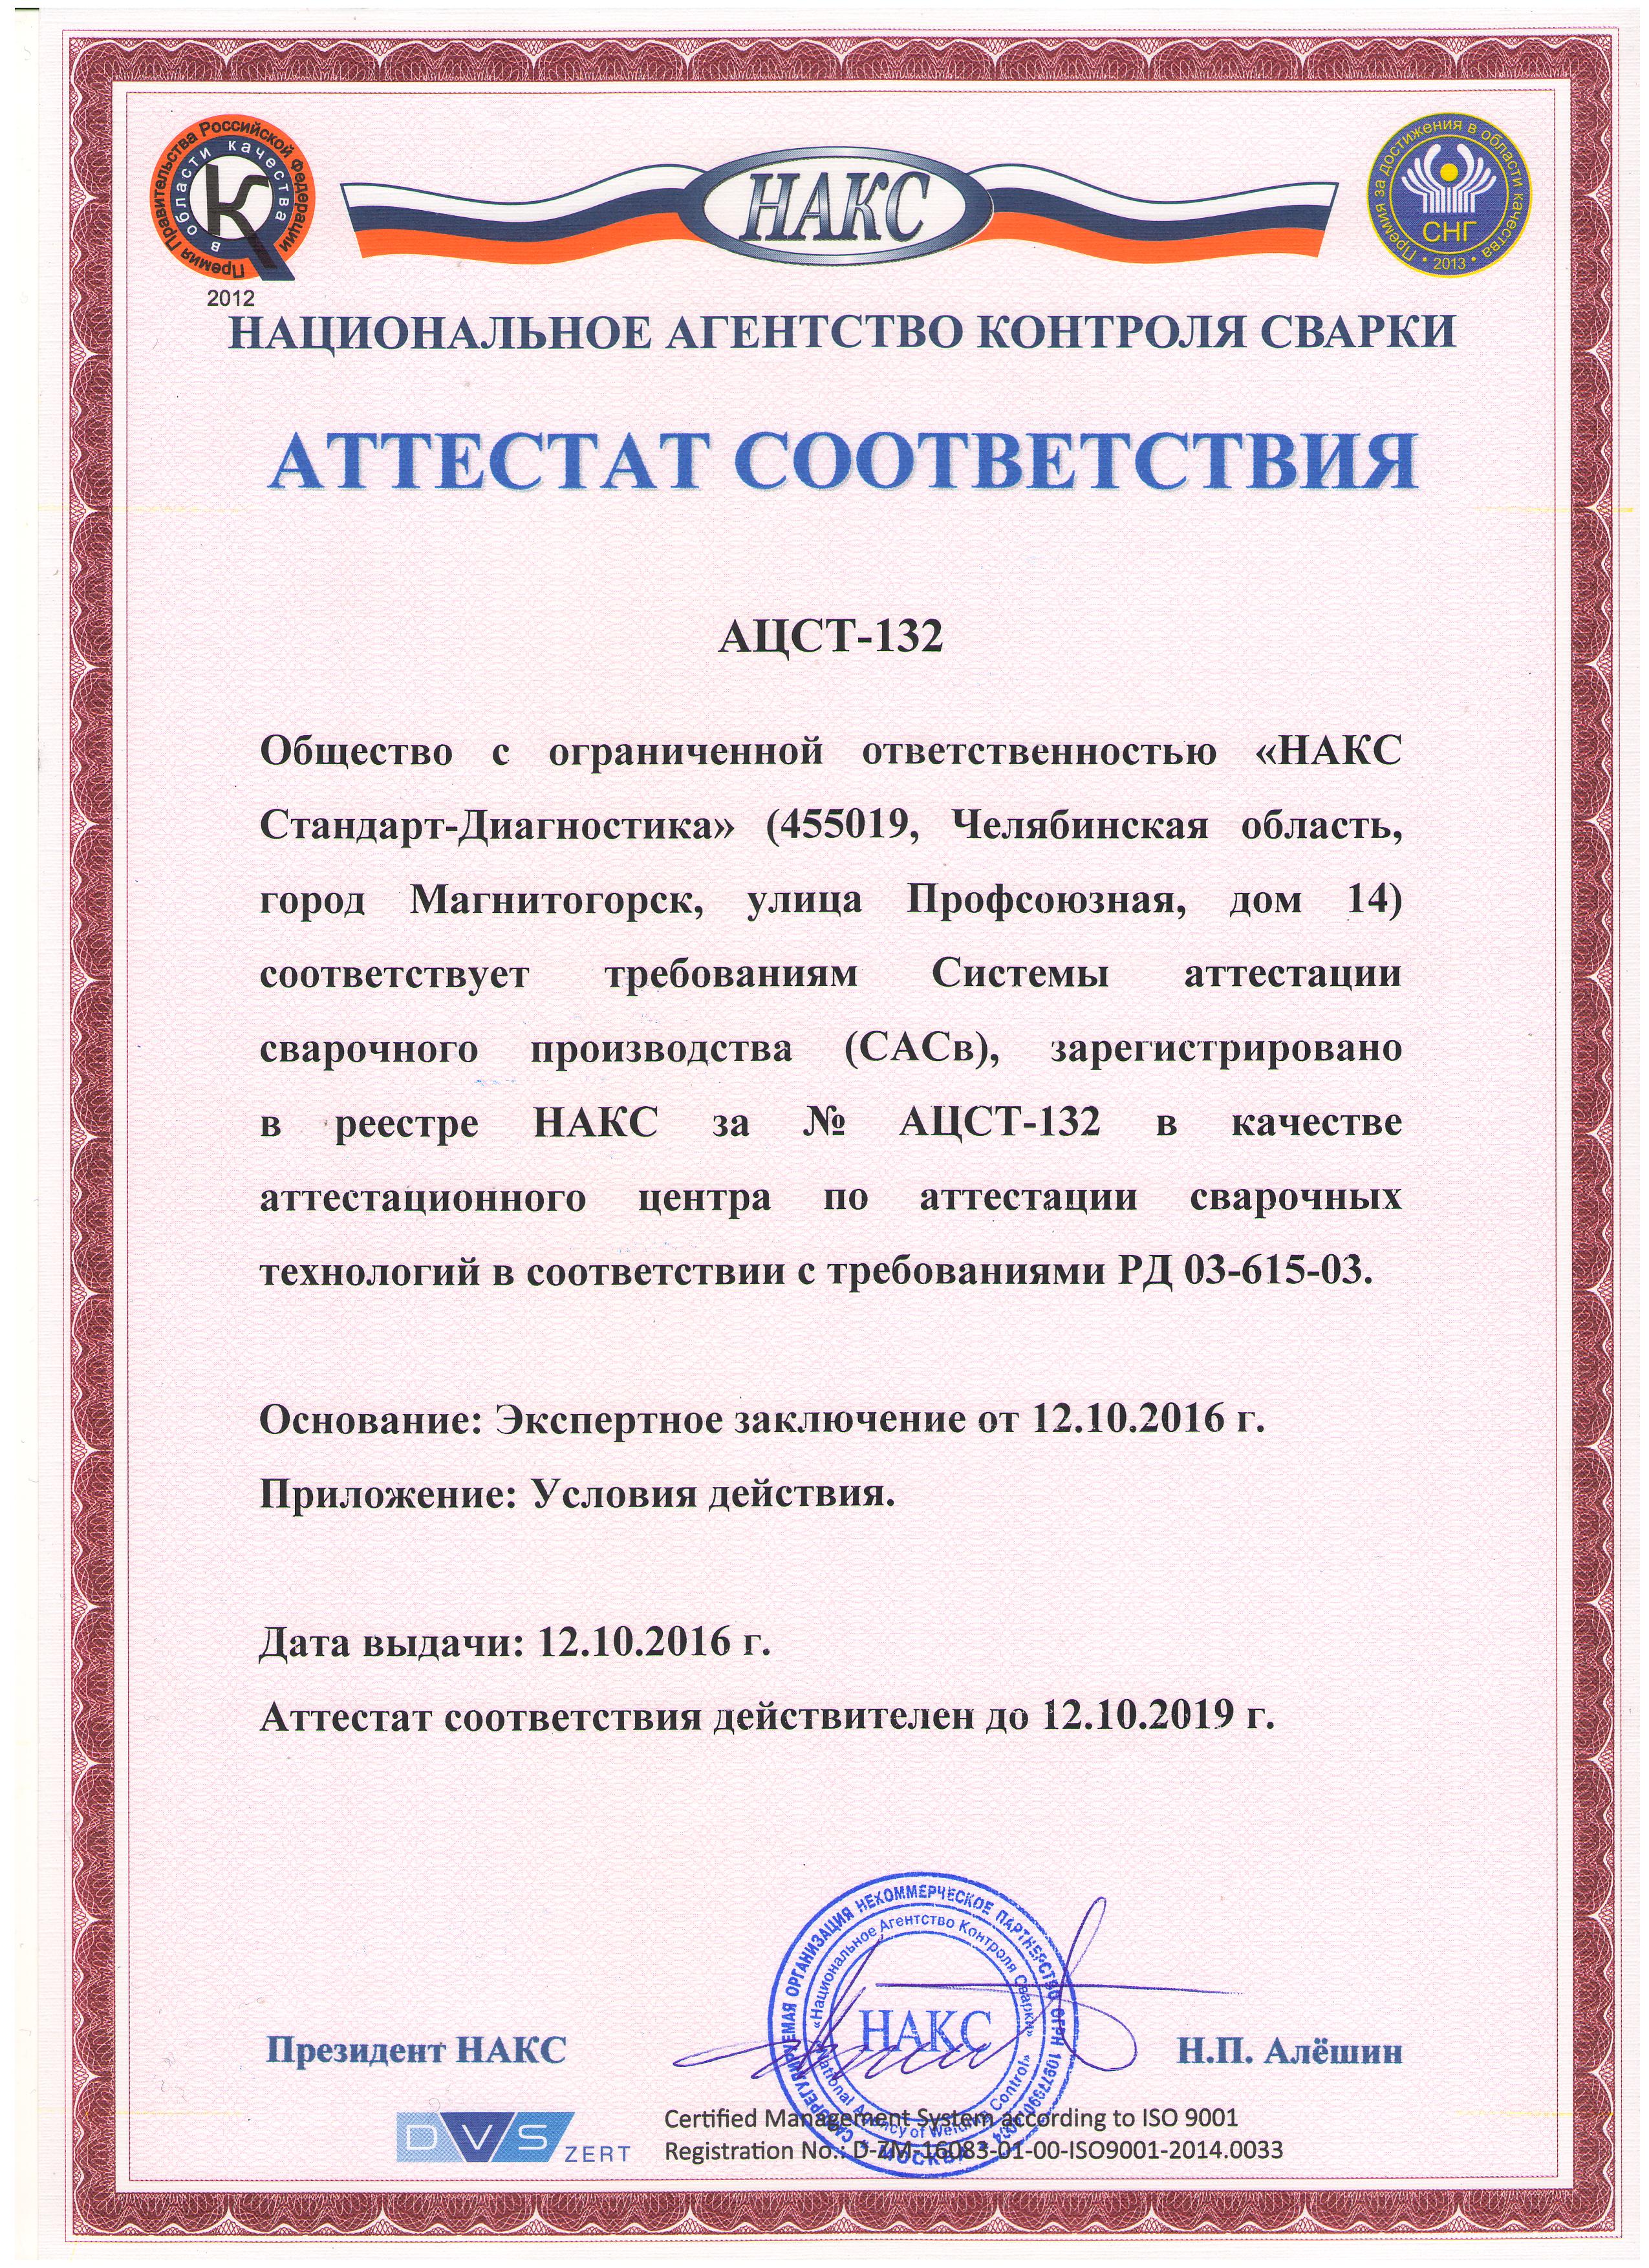 Премия Правительства Российской Федерации
в области качества
2012
НАКС
Премия за достижения в области качества
СНГ
• 2013 •
НАЦИОНАЛЬНОЕ АГЕНТСТВО КОНТРОЛЯ СВАРКИ
АТТЕСТАТ СООТВЕТСТВИЯ
АЦСТ-132
Общество с ограниченной ответственностью «НАКС
Стандарт-Диагностика» (455019, Челябинская область,
город Магнитогорск, улица Профсоюзная, дом 14)
соответствует требованиям Системы аттестации
сварочного производства (САСв), зарегистрировано
в реестре НАКС за № АЦСТ-132 в качестве
аттестационного центра по аттестации сварочных
технологий в соответствии с требованиями РД 03-615-03.
Основание: Экспертное заключение от 12.10.2016 г.
Приложение: Условия действия.
Дата выдачи: 12.10.2016 г.
Аттестат соответствия действителен до 12.10.2019 г.
САМОРЕГУЛИРУЕМАЯ ОРГАНИЗАЦИЯ НЕКОММЕРЧЕСКОЕ ПАРТНЕРСТВО ОГРН
МОСКВА
«Национальное Агентство Контроля Сварки»
«National Agency of Welding Control»
НАКС
Президент НАКС
Н.П. Алёшин
DVS ZERT
Certified Management System according to ISO 9001
Registration No.: D-ZM-16083-01-00-ISO9001-2014.0033